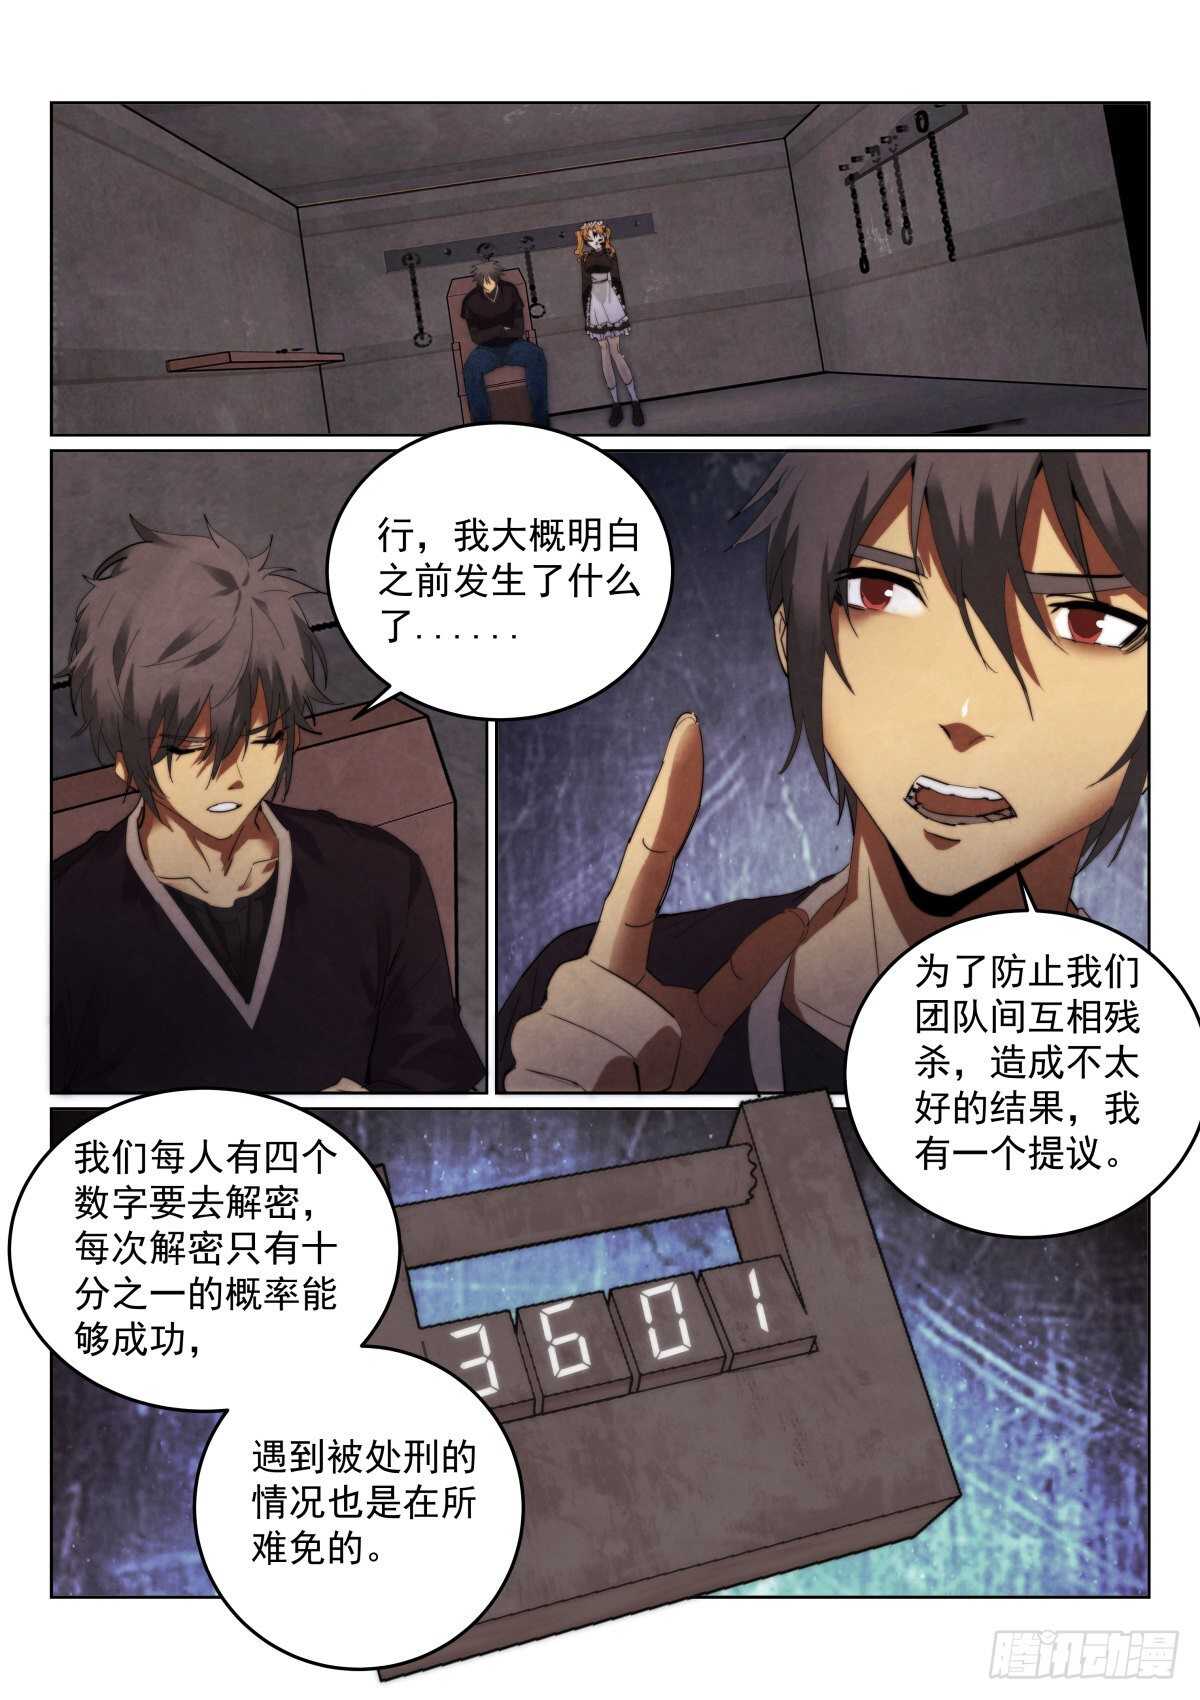 行，我大概明白
之前发生了什么
了......
为了防止我们
团队间互相残
杀，造成不太
好的结果，我
有一个提议。
我们每人有四个
数字要去解密，
每次解密只有十
分之一的概率能
够成功，
3601
遇到被处刑的
情况也是在所
难免的。
腾讯动漫